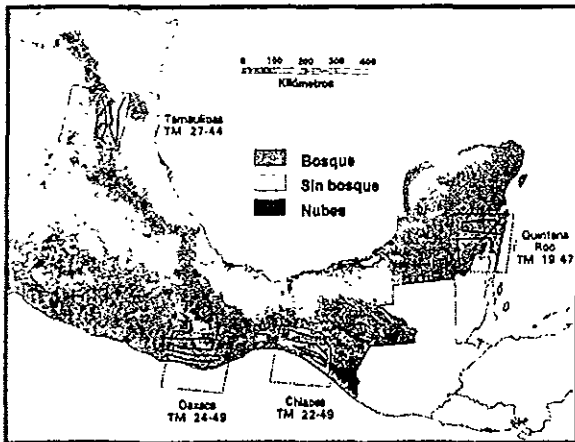 0 100 200 300 400
Kilómetros
Tamaulipas
TM 27-44
Bosque
Sin bosque
Nubes
Quintana
Roo
TM 19 47
Oaxaca
TM 24-49
Chiapas
TM 22-49